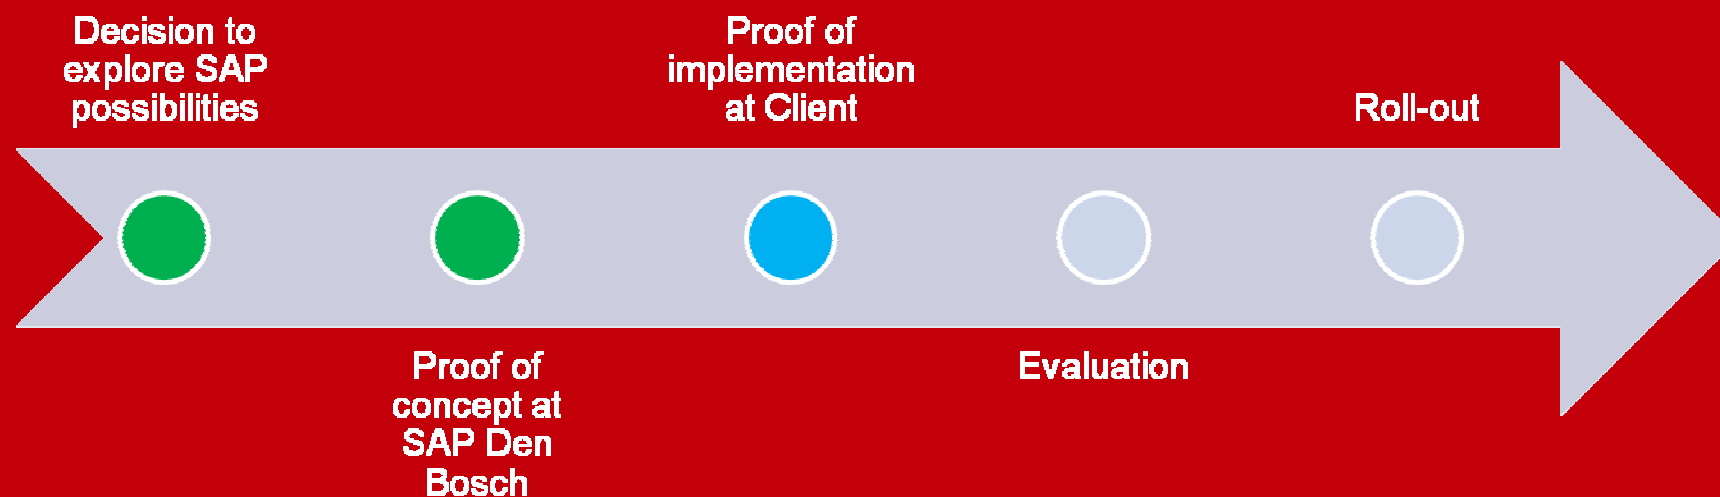 Decision to
explore SAP
possibilities
Proof of
concept at
SAP Den
Bosch
Proof of
implementation
at Client
Evaluation
Roll-out